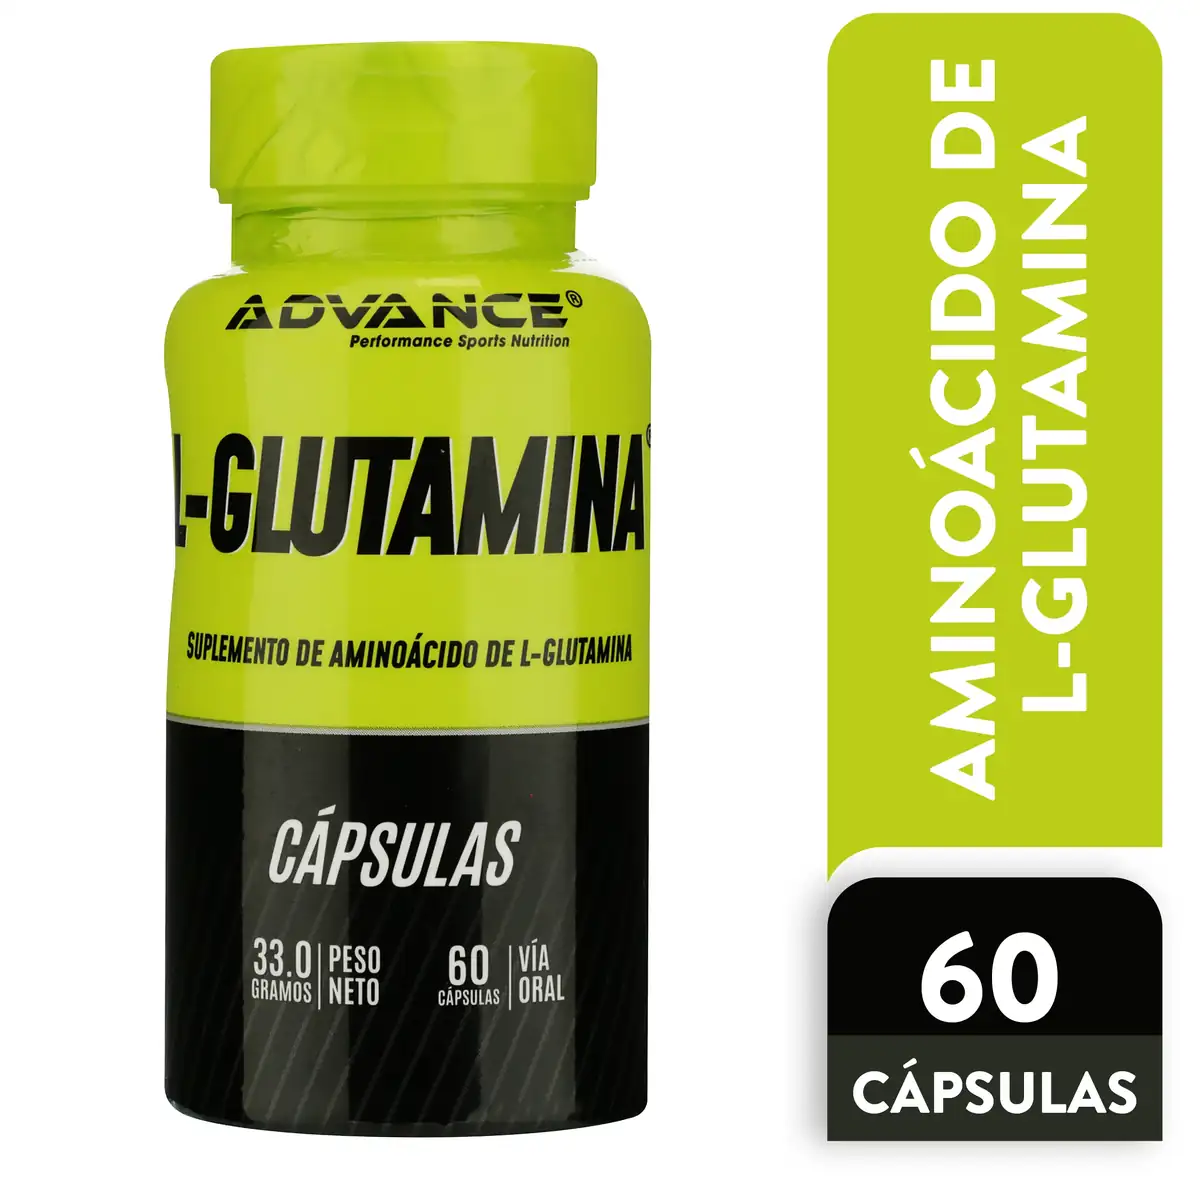 ADVANCE®
Performance Sports Nutrition
L-GLUTAMINA®
SUPLEMENTO DE AMINOÁCIDO DE L-GLUTAMINA
CÁPSULAS
33.0
GRAMOS
PESO
NETO
60
CÁPSULAS
VÍA
ORAL
AMINOÁCIDO DE
L-GLUTAMINA
60
CÁPSULAS